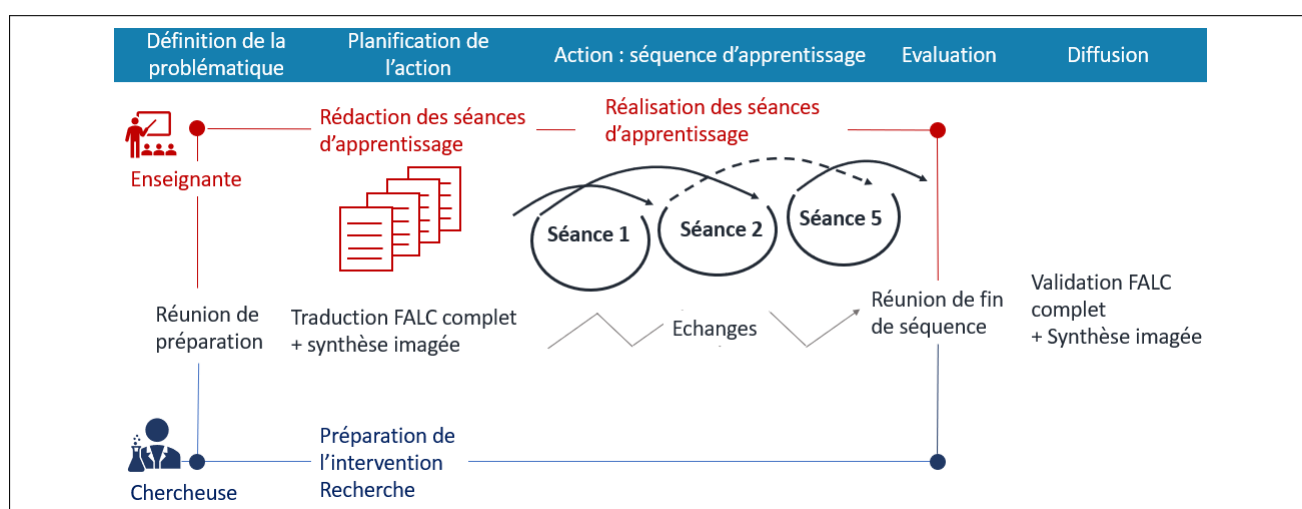 Définition de la
problématique
Planification de
l'action
Action : séquence d'apprentissage
Evaluation
Diffusion
Rédaction des séances
d'apprentissage
Réalisation des séances
d'apprentissage
Enseignante
Séance 1
Séance 2
Séance 5
Réunion de
préparation
Traduction FALC complet
+ synthèse imagée
Echanges
Réunion de fin
de séquence
Validation FALC
complet
+ Synthèse imagée
Chercheuse
Préparation de
l'intervention
Recherche